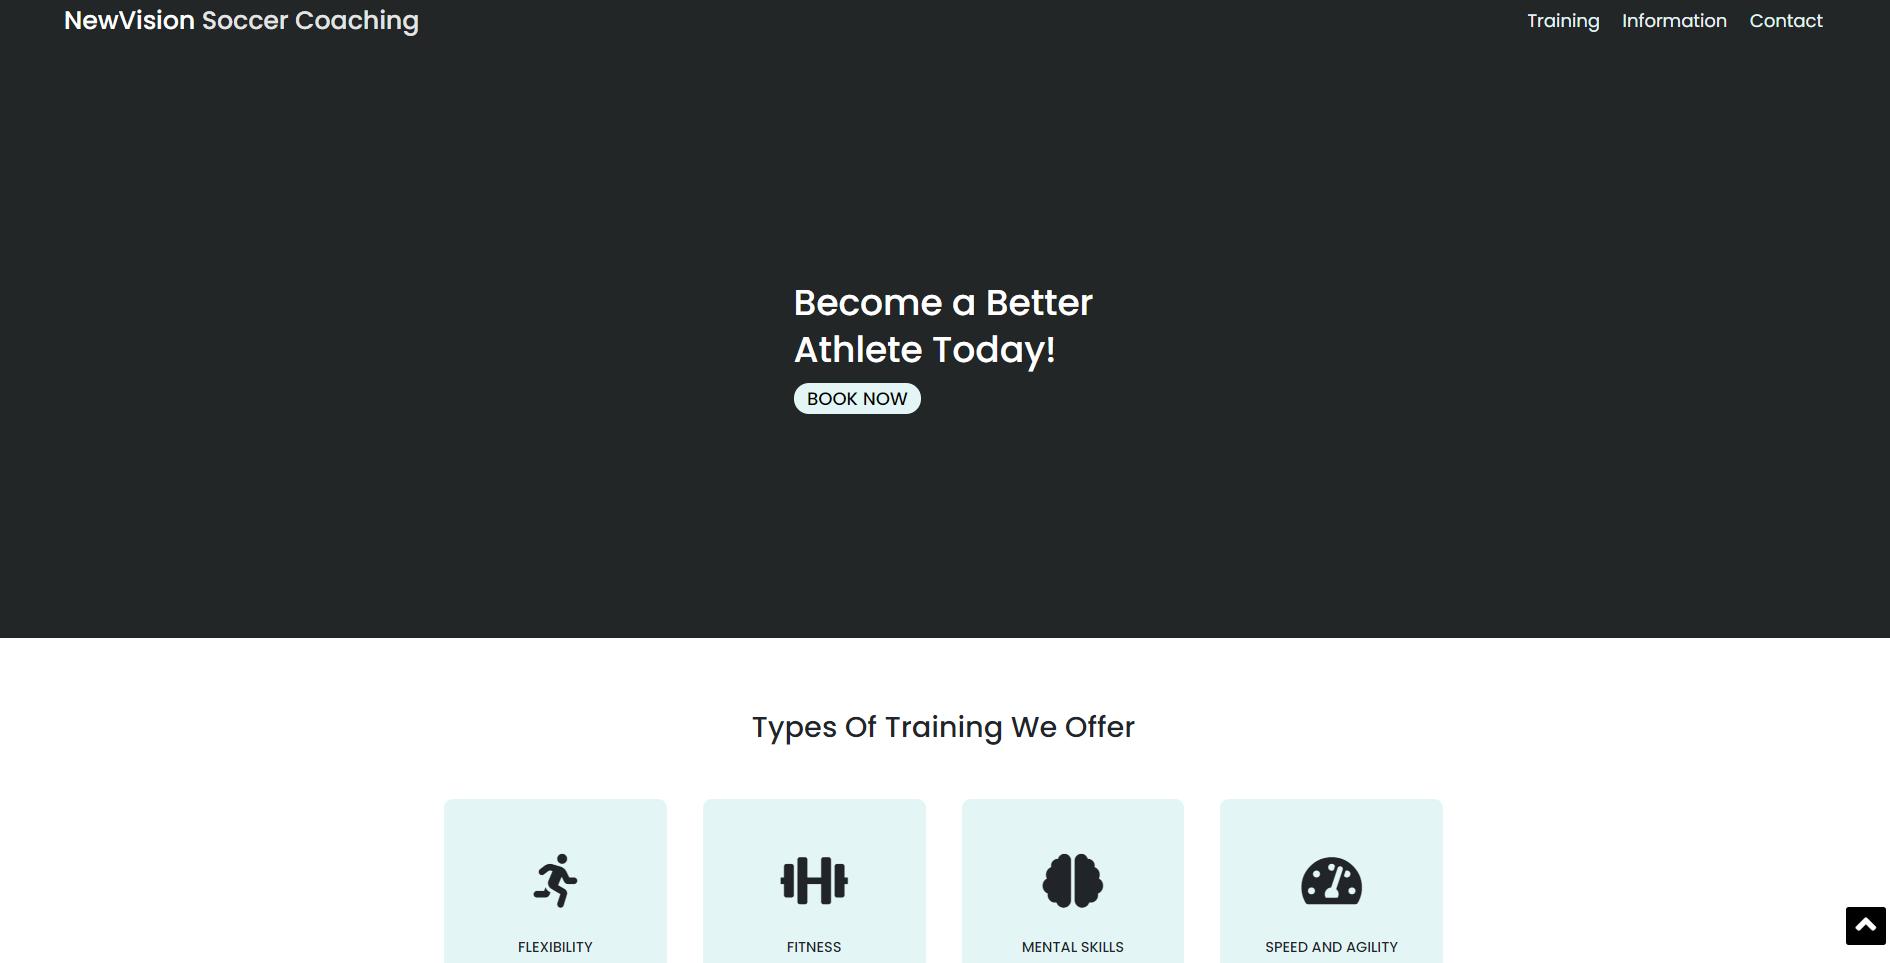 NewVision Soccer Coaching
Training Information Contact
Become a Better
Athlete Today!
BOOK NOW
Types Of Training We Offer
FLEXIBILITY
FITNESS
MENTAL SKILLS
SPEED AND AGILITY